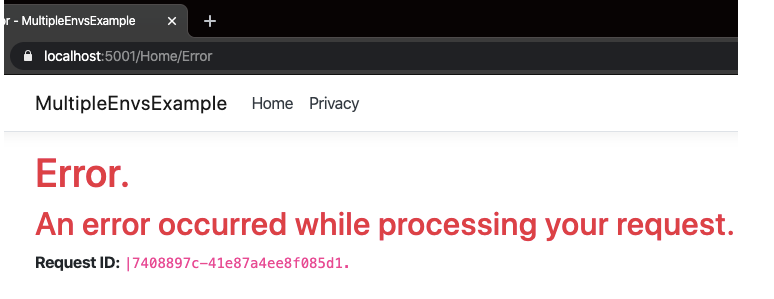 r - MultipleEnvsExample × +
localhost:5001/Home/Error
MultipleEnvsExample Home Privacy
Error.
An error occurred while processing your request.
Request ID: |7408897c-41e87a4ee8f085d1.